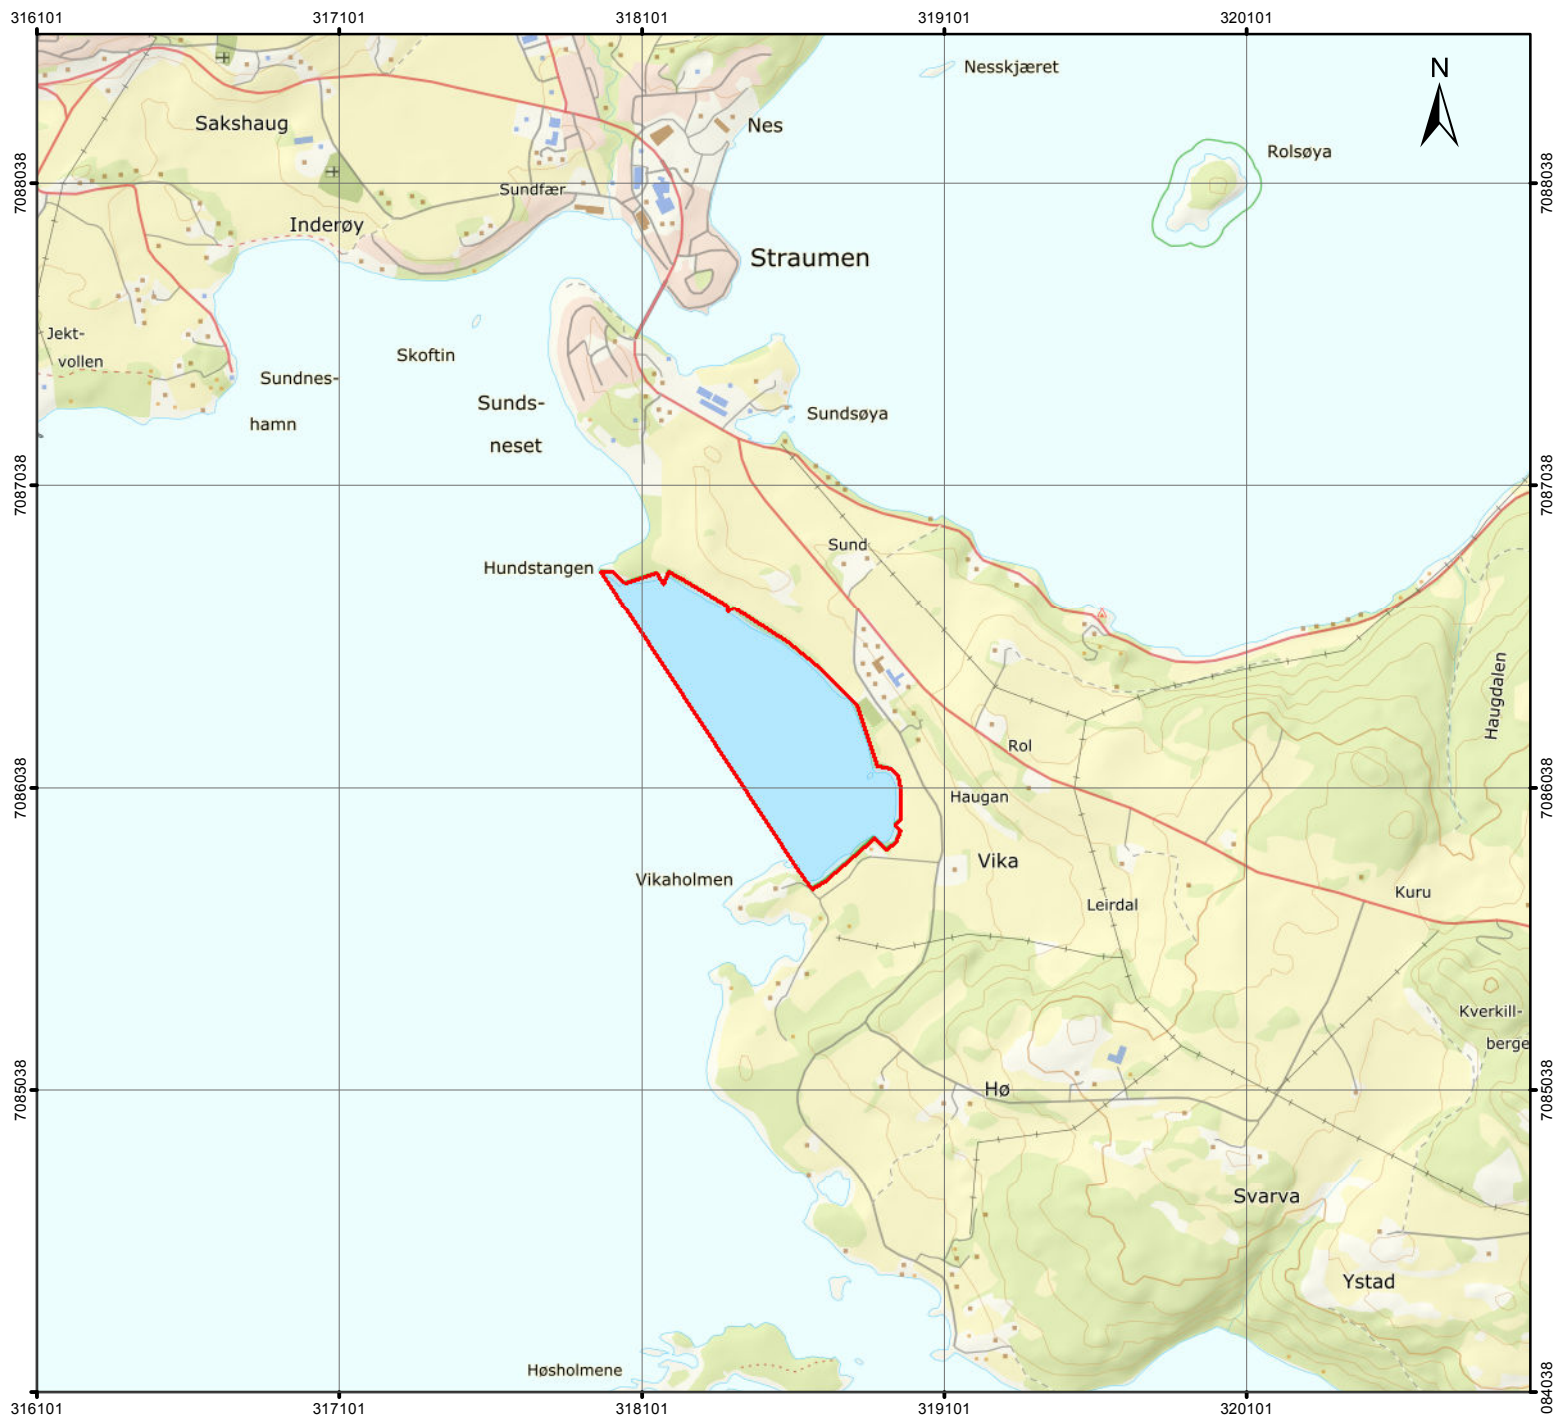 316101 317101 318101 319101 320101
Nesskjæret
N
Sakshaug
Nes
Rolsøya
7088038
7088038
Sundfær
Inderøy
Straumen
Jekt-
vollen
Skoftin
Sundnes-
hamn
Sunds-
neset
Sundsøya
7087038
7087038
Sund
Hundstangen
Haugdalen
Rol
7086038
7086038
Haugan
Vika
Vikaholmen
Kuru
Leirdal
Kverkill-
berge
7085038
7085038
Hø
Svarva
Ystad
Høsholmene
084038
316101 317101 318101 319101 320101